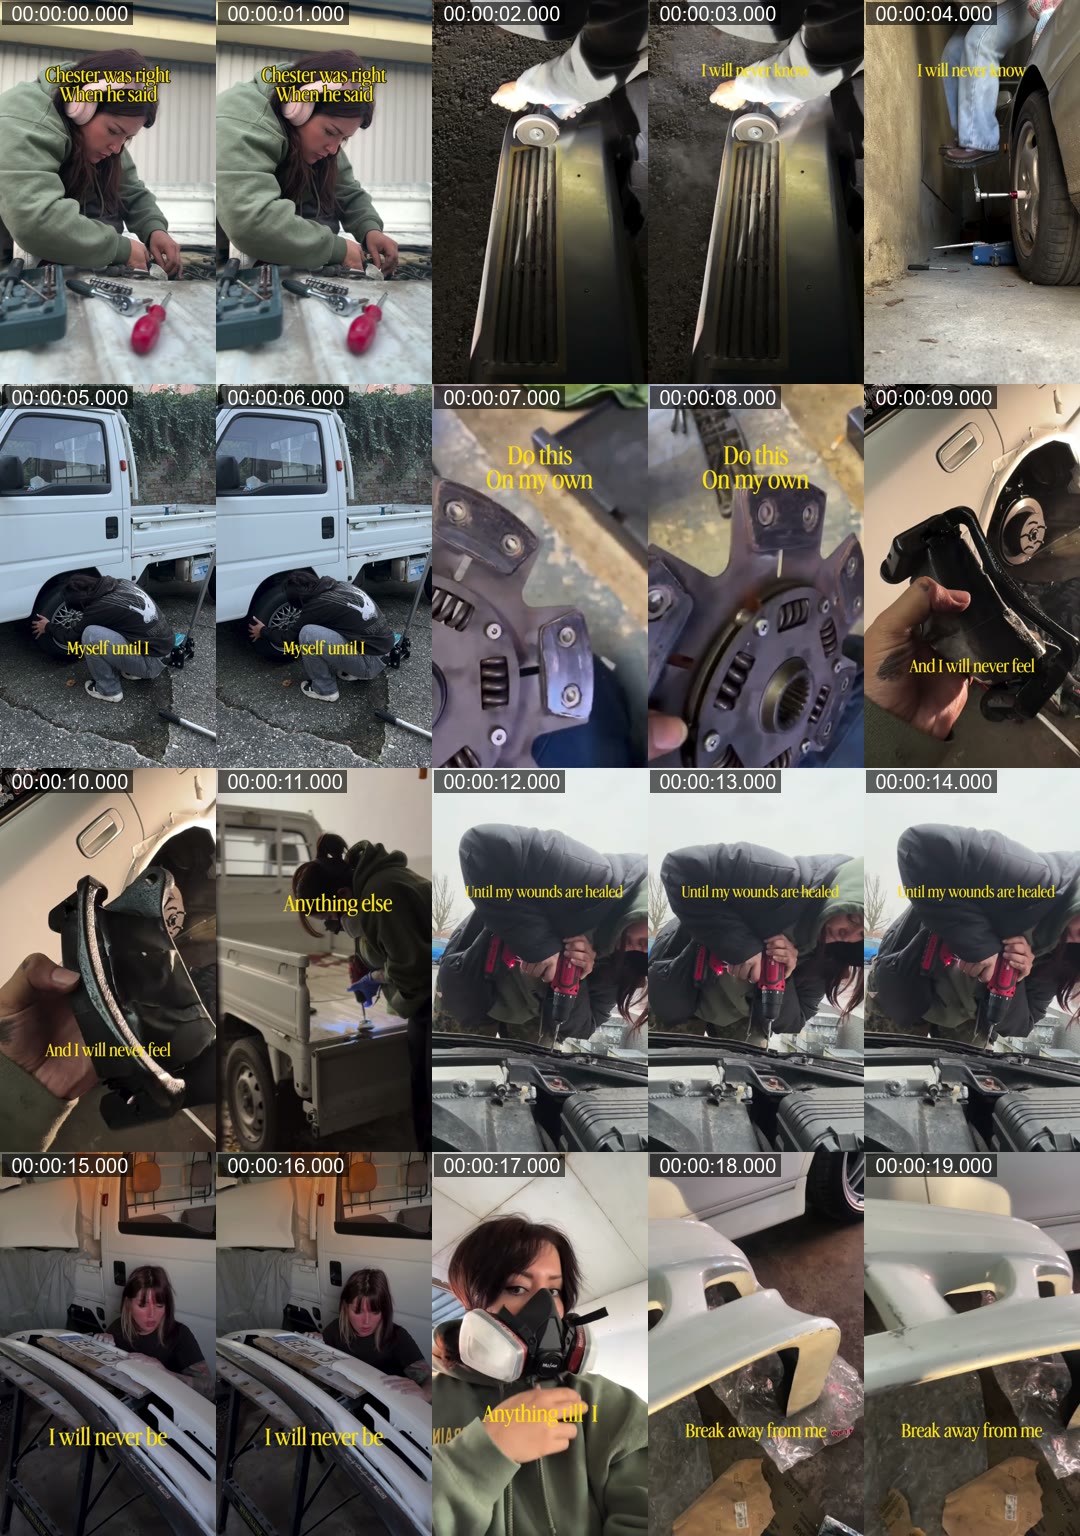 00:00:00.000
Chester was right
When he said
00:00:01.000
Chester was right
When he said
00:00:02.000
00:00:03.000
I will never know
00:00:04.000
I will never know
00:00:05.000
Myself until I
00:00:06.000
Myself until I
00:00:07.000
Do this
On my own
00:00:08.000
Do this
On my own
00:00:09.000
And I will never feel
00:00:10.000
And I will never feel
00:00:11.000
Anything else
00:00:12.000
Until my wounds are healed
00:00:13.000
Until my wounds are healed
00:00:14.000
Until my wounds are healed
00:00:15.000
I will never be
00:00:16.000
I will never be
00:00:17.000
Anything till I
00:00:18.000
Break away from me
00:00:19.000
Break away from me